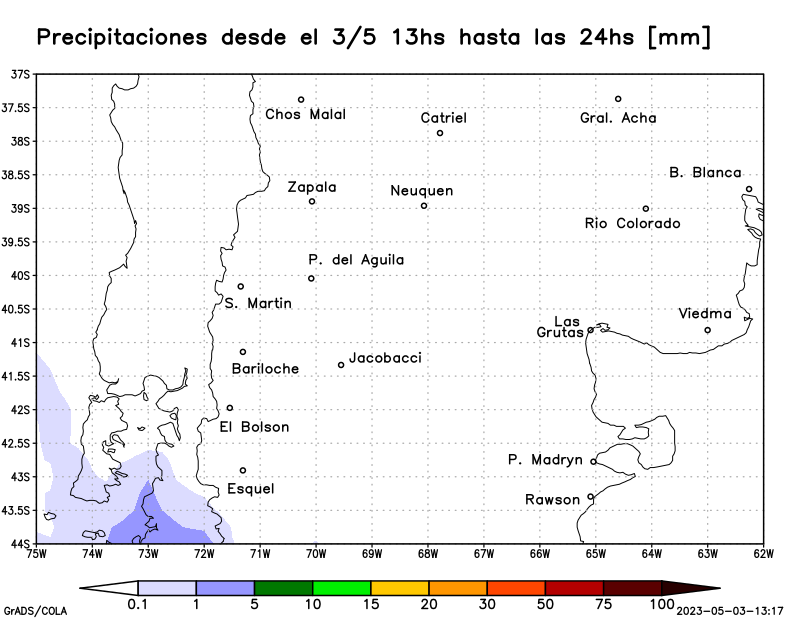 Precipitaciones desde el 3/5 13hs hasta las 24hs [mm]
37S
37.5S
Chos Malal
Catriel
Gral. Acha
38S
38.5S
B. Blanca
Zapala
Neuquen
39S
Rio Colorado
39.5S
P. del Aguila
40S
S. Martin
40.5S
Viedma
Las
Grutas
41S
Bariloche
Jacobacci
41.5S
42S
El Bolson
42.5S
P. Madryn
43S
Esquel
Rawson
43.5S
44S
75W 74W 73W 72W 71W 70W 69W 68W 67W 66W 65W 64W 63W 62W
0.1 1 5 10 15 20 30 50 75 100
GrADS/COLA
2023-05-03-13:17